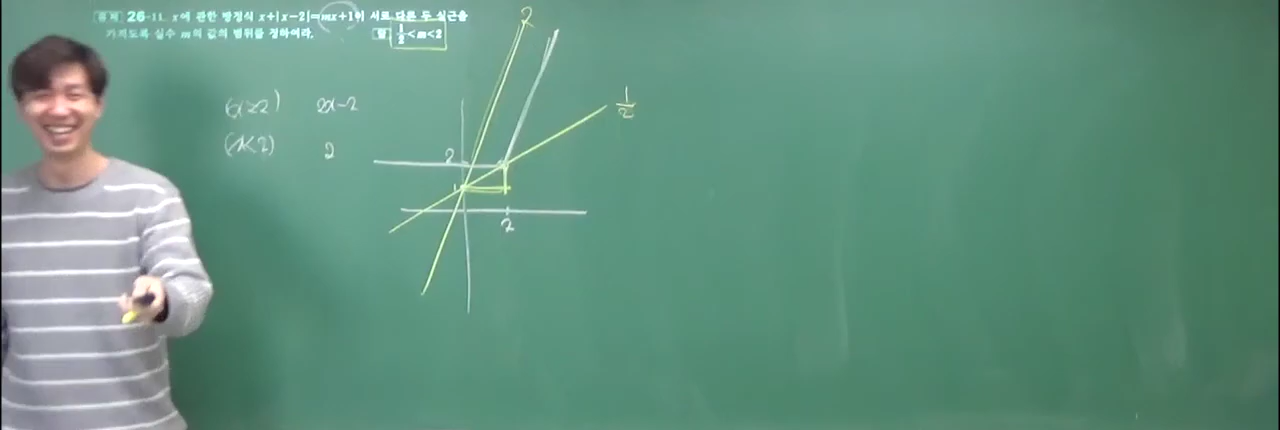 유제 26-11. x에 관한 방정식 x+|x-2|=mx+1이 서로 다른 두 실근을
가지도록 실수 m의 값의 범위를 정하여라. 답 1/2<m<2
(x≥2) 2x-2
(x<2) 2
2
1/2
2
1
2